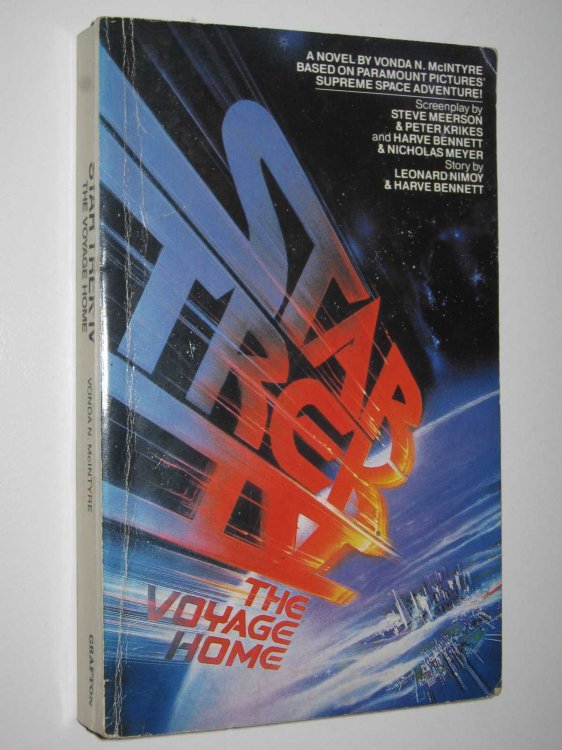 A NOVEL BY VONDA N. McINTYRE
BASED ON PARAMOUNT PICTURES'
SUPREME SPACE ADVENTURE!
Screenplay by
STEVE MEERSON
& PETER KRIKES
and HARVE BENNETT
& NICHOLAS MEYER
Story by
LEONARD NIMOY
& HARVE BENNETT
STAR
TREK
IV
THE
VOYAGE
HOME
STAR TREK IV
THE VOYAGE HOME
VONDA N. McINTYRE
GRAFTON